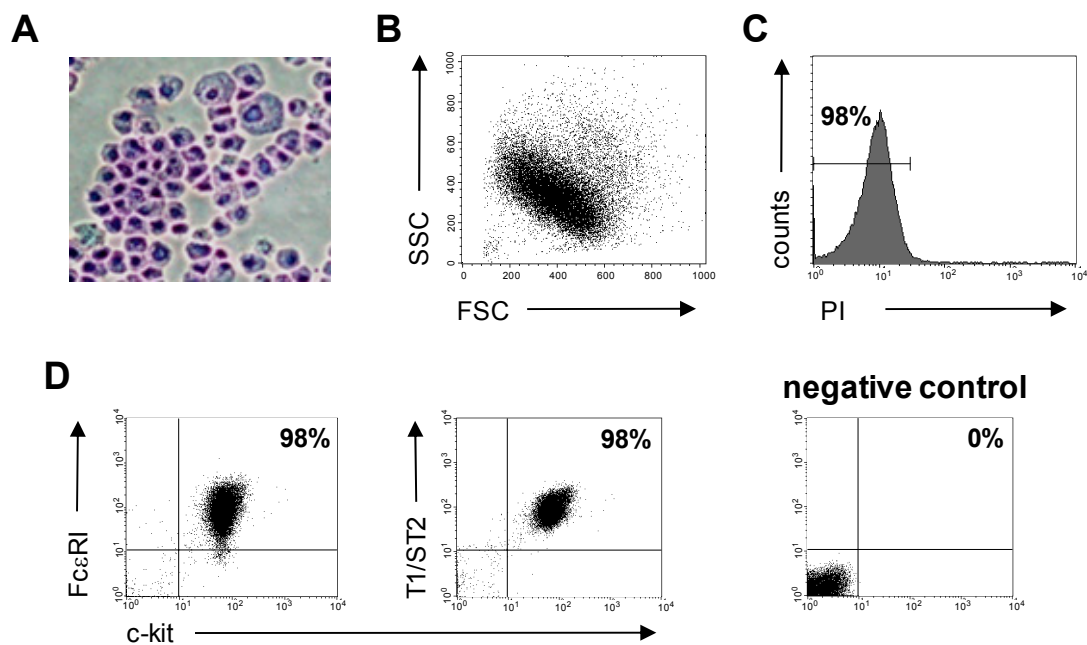 A
B
C
1000
800
600
400
200
0
SSC
0 200 400 600 800 1000
FSC
98%
counts
10⁰ 10¹ 10² 10³ 10⁴
PI
D
negative control
98%
10⁴
10³
10²
10¹
10⁰
FcεRI
10⁰ 10¹ 10² 10³ 10⁴
98%
10⁴
10³
10²
10¹
10⁰
T1/ST2
10⁰ 10¹ 10² 10³ 10⁴
0%
10⁴
10³
10²
10¹
10⁰
10⁰ 10¹ 10² 10³ 10⁴
c-kit